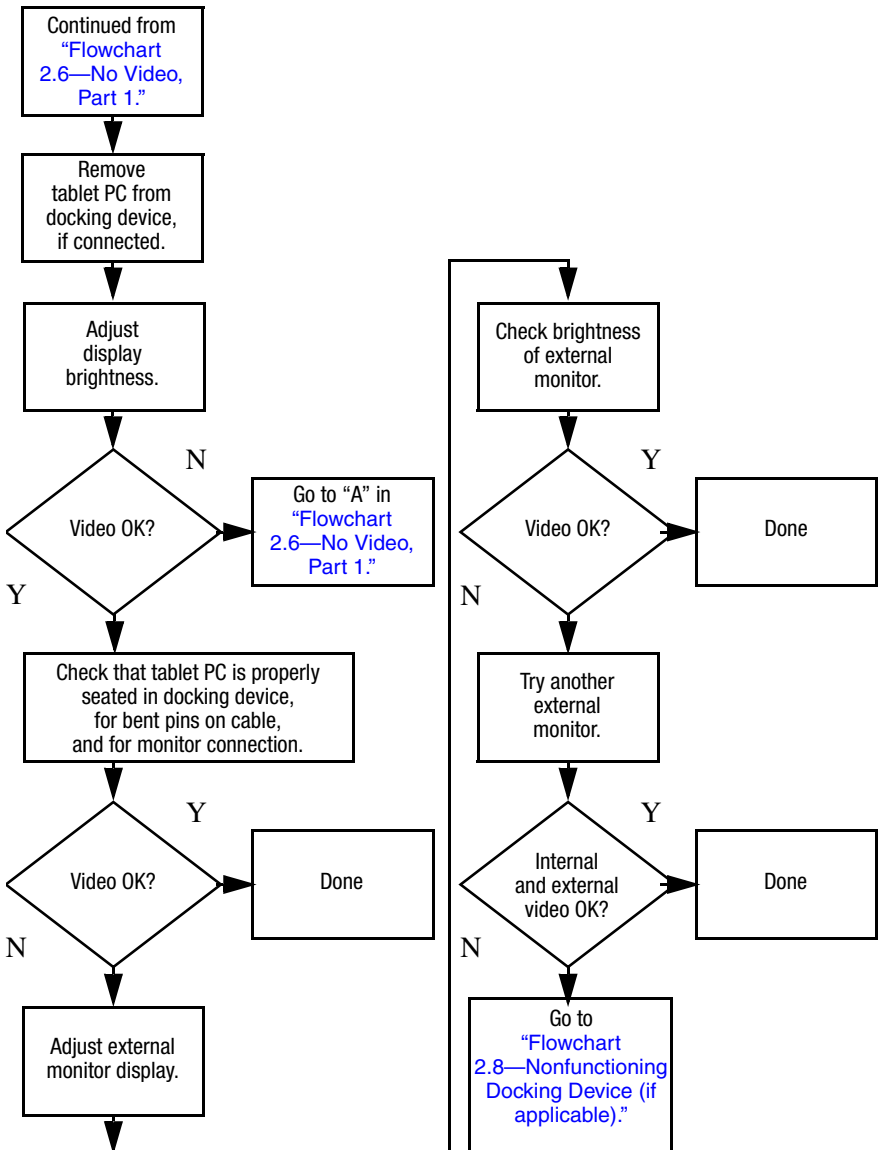 Continued from
“Flowchart
2.6—No Video,
Part 1.”
Remove
tablet PC from
docking device,
if connected.
Adjust
display
brightness.
Video OK?
N
Go to “A” in
“Flowchart
2.6—No Video,
Part 1.”
Y
Check that tablet PC is properly
seated in docking device,
for bent pins on cable,
and for monitor connection.
Video OK?
Y
Done
N
Adjust external
monitor display.
Check brightness
of external
monitor.
Video OK?
Y
Done
N
Try another
external
monitor.
Internal
and external
video OK?
Y
Done
N
Go to
“Flowchart
2.8—Nonfunctioning
Docking Device (if
applicable).”